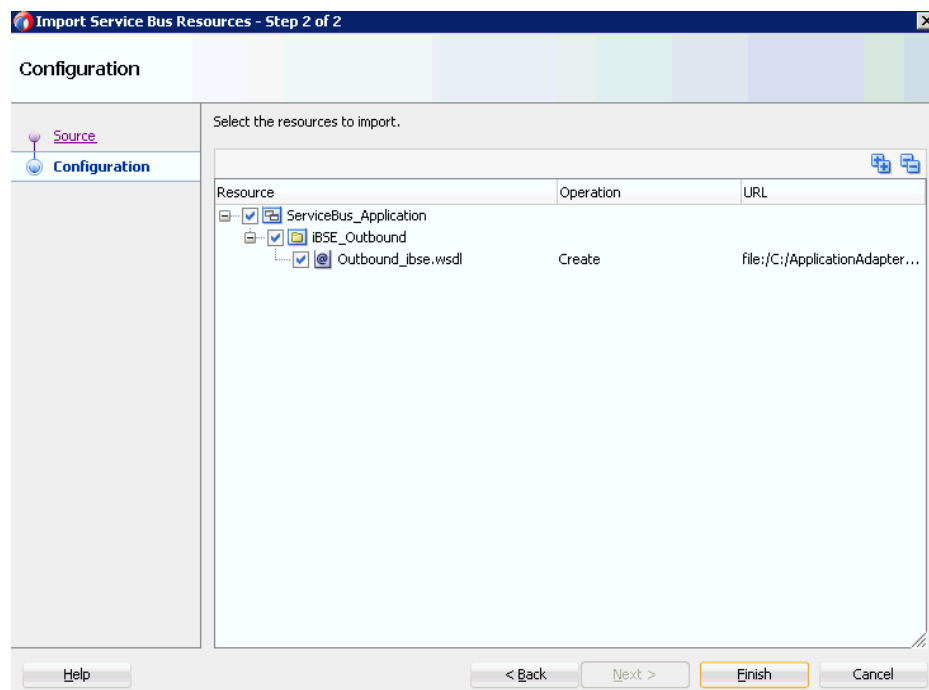 Import Service Bus Resources - Step 2 of 2
Configuration
Source
Configuration
Select the resources to import.
Resource Operation URL
ServiceBus_Application
iBSE_Outbound
Outbound_ibse.wsdl Create file:/C:/ApplicationAdapter...
Help < Back Next > Finish Cancel